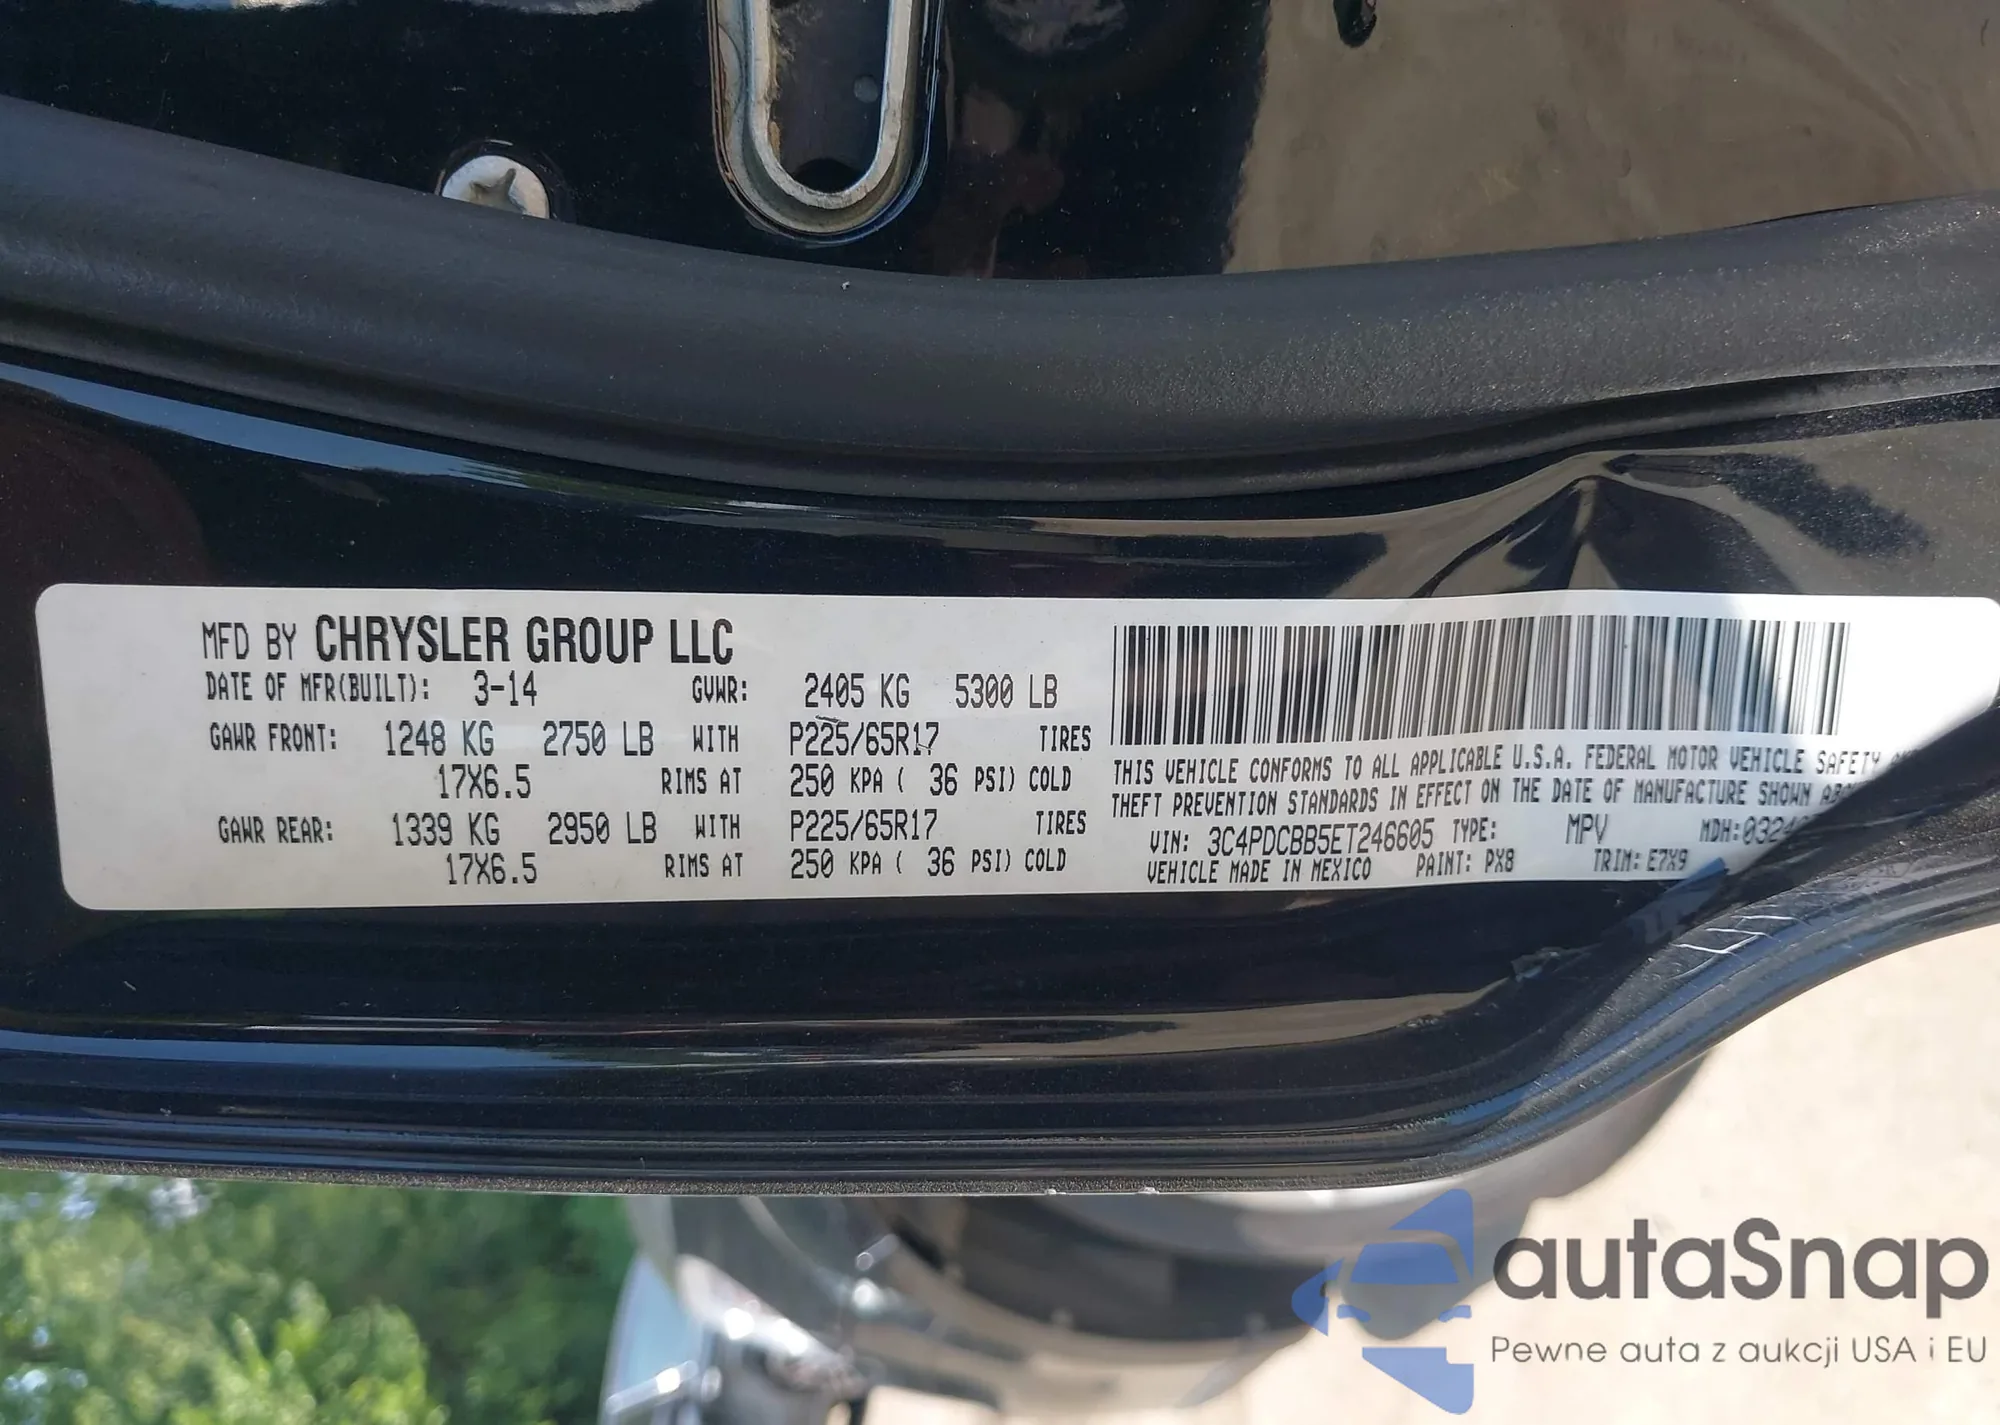 MFD BY CHRYSLER GROUP LLC
DATE OF MFR(BUILT): 3-14 GVWR: 2405 KG 5300 LB
GAWR FRONT: 1248 KG 2750 LB WITH P225/65R17 TIRES
17X6.5 RIMS AT 250 KPA ( 36 PSI) COLD
GAWR REAR: 1339 KG 2950 LB WITH P225/65R17 TIRES
17X6.5 RIMS AT 250 KPA ( 36 PSI) COLD
THIS VEHICLE CONFORMS TO ALL APPLICABLE U.S.A. FEDERAL MOTOR VEHICLE SAFETY
THEFT PREVENTION STANDARDS IN EFFECT ON THE DATE OF MANUFACTURE SHOWN
VIN: 3C4PDCBB5ET246605 TYPE: MPV MDH:
VEHICLE MADE IN MEXICO PAINT: PX8 TRIM: E7X9
autaSnap
Pewne auta z aukcji USA i EU